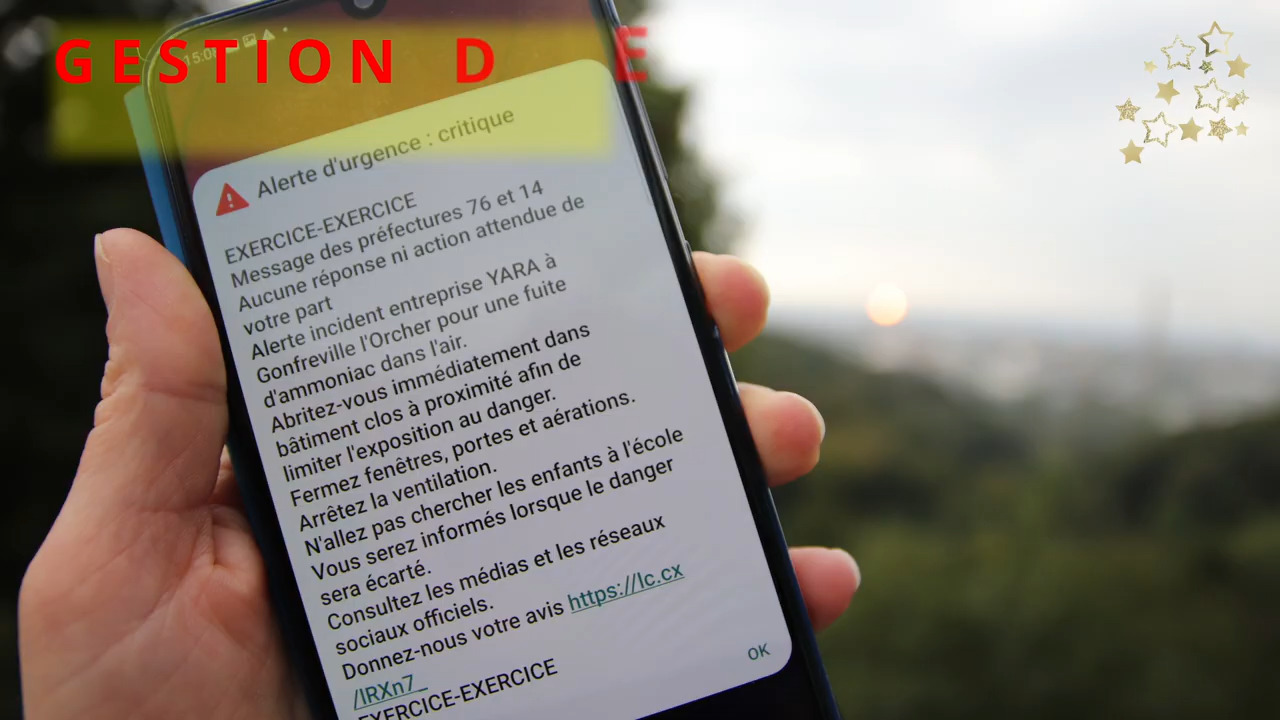 GESTION D E
15:08
Alerte d'urgence : critique
EXERCICE-EXERCICE
Message des préfectures 76 et 14
Aucune réponse ni action attendue de
votre part
Alerte incident entreprise YARA à
Gonfreville l'Orcher pour une fuite
d'ammoniac dans l'air.
Abritez-vous immédiatement dans
bâtiment clos à proximité afin de
limiter l'exposition au danger.
Fermez fenêtres, portes et aérations.
Arrêtez la ventilation.
N'allez pas chercher les enfants à l'école
Vous serez informés lorsque le danger
sera écarté.
Consultez les médias et les réseaux
sociaux officiels.
Donnez-nous votre avis https://lc.cx
/IRXn7_
EXERCICE-EXERCICE
OK